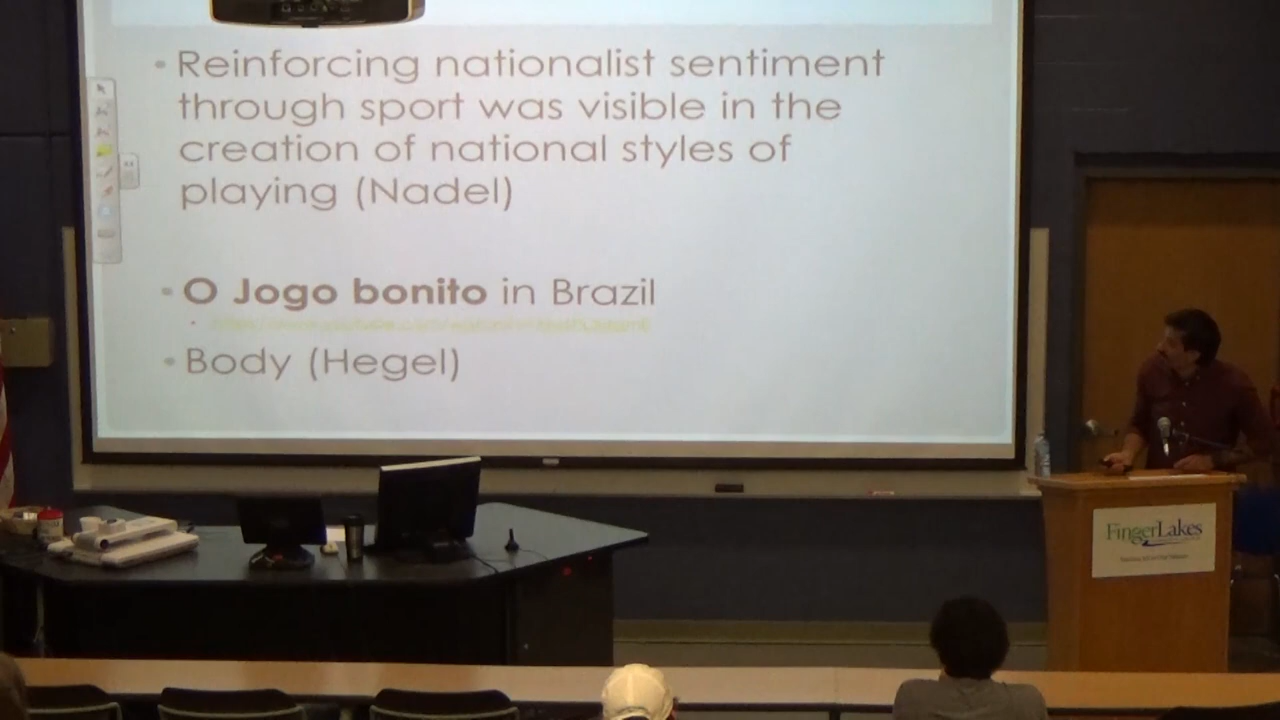 • Reinforcing nationalist sentiment
through sport was visible in the
creation of national styles of
playing (Nadel)
• O Jogo bonito in Brazil
• Body (Hegel)
FingerLakes